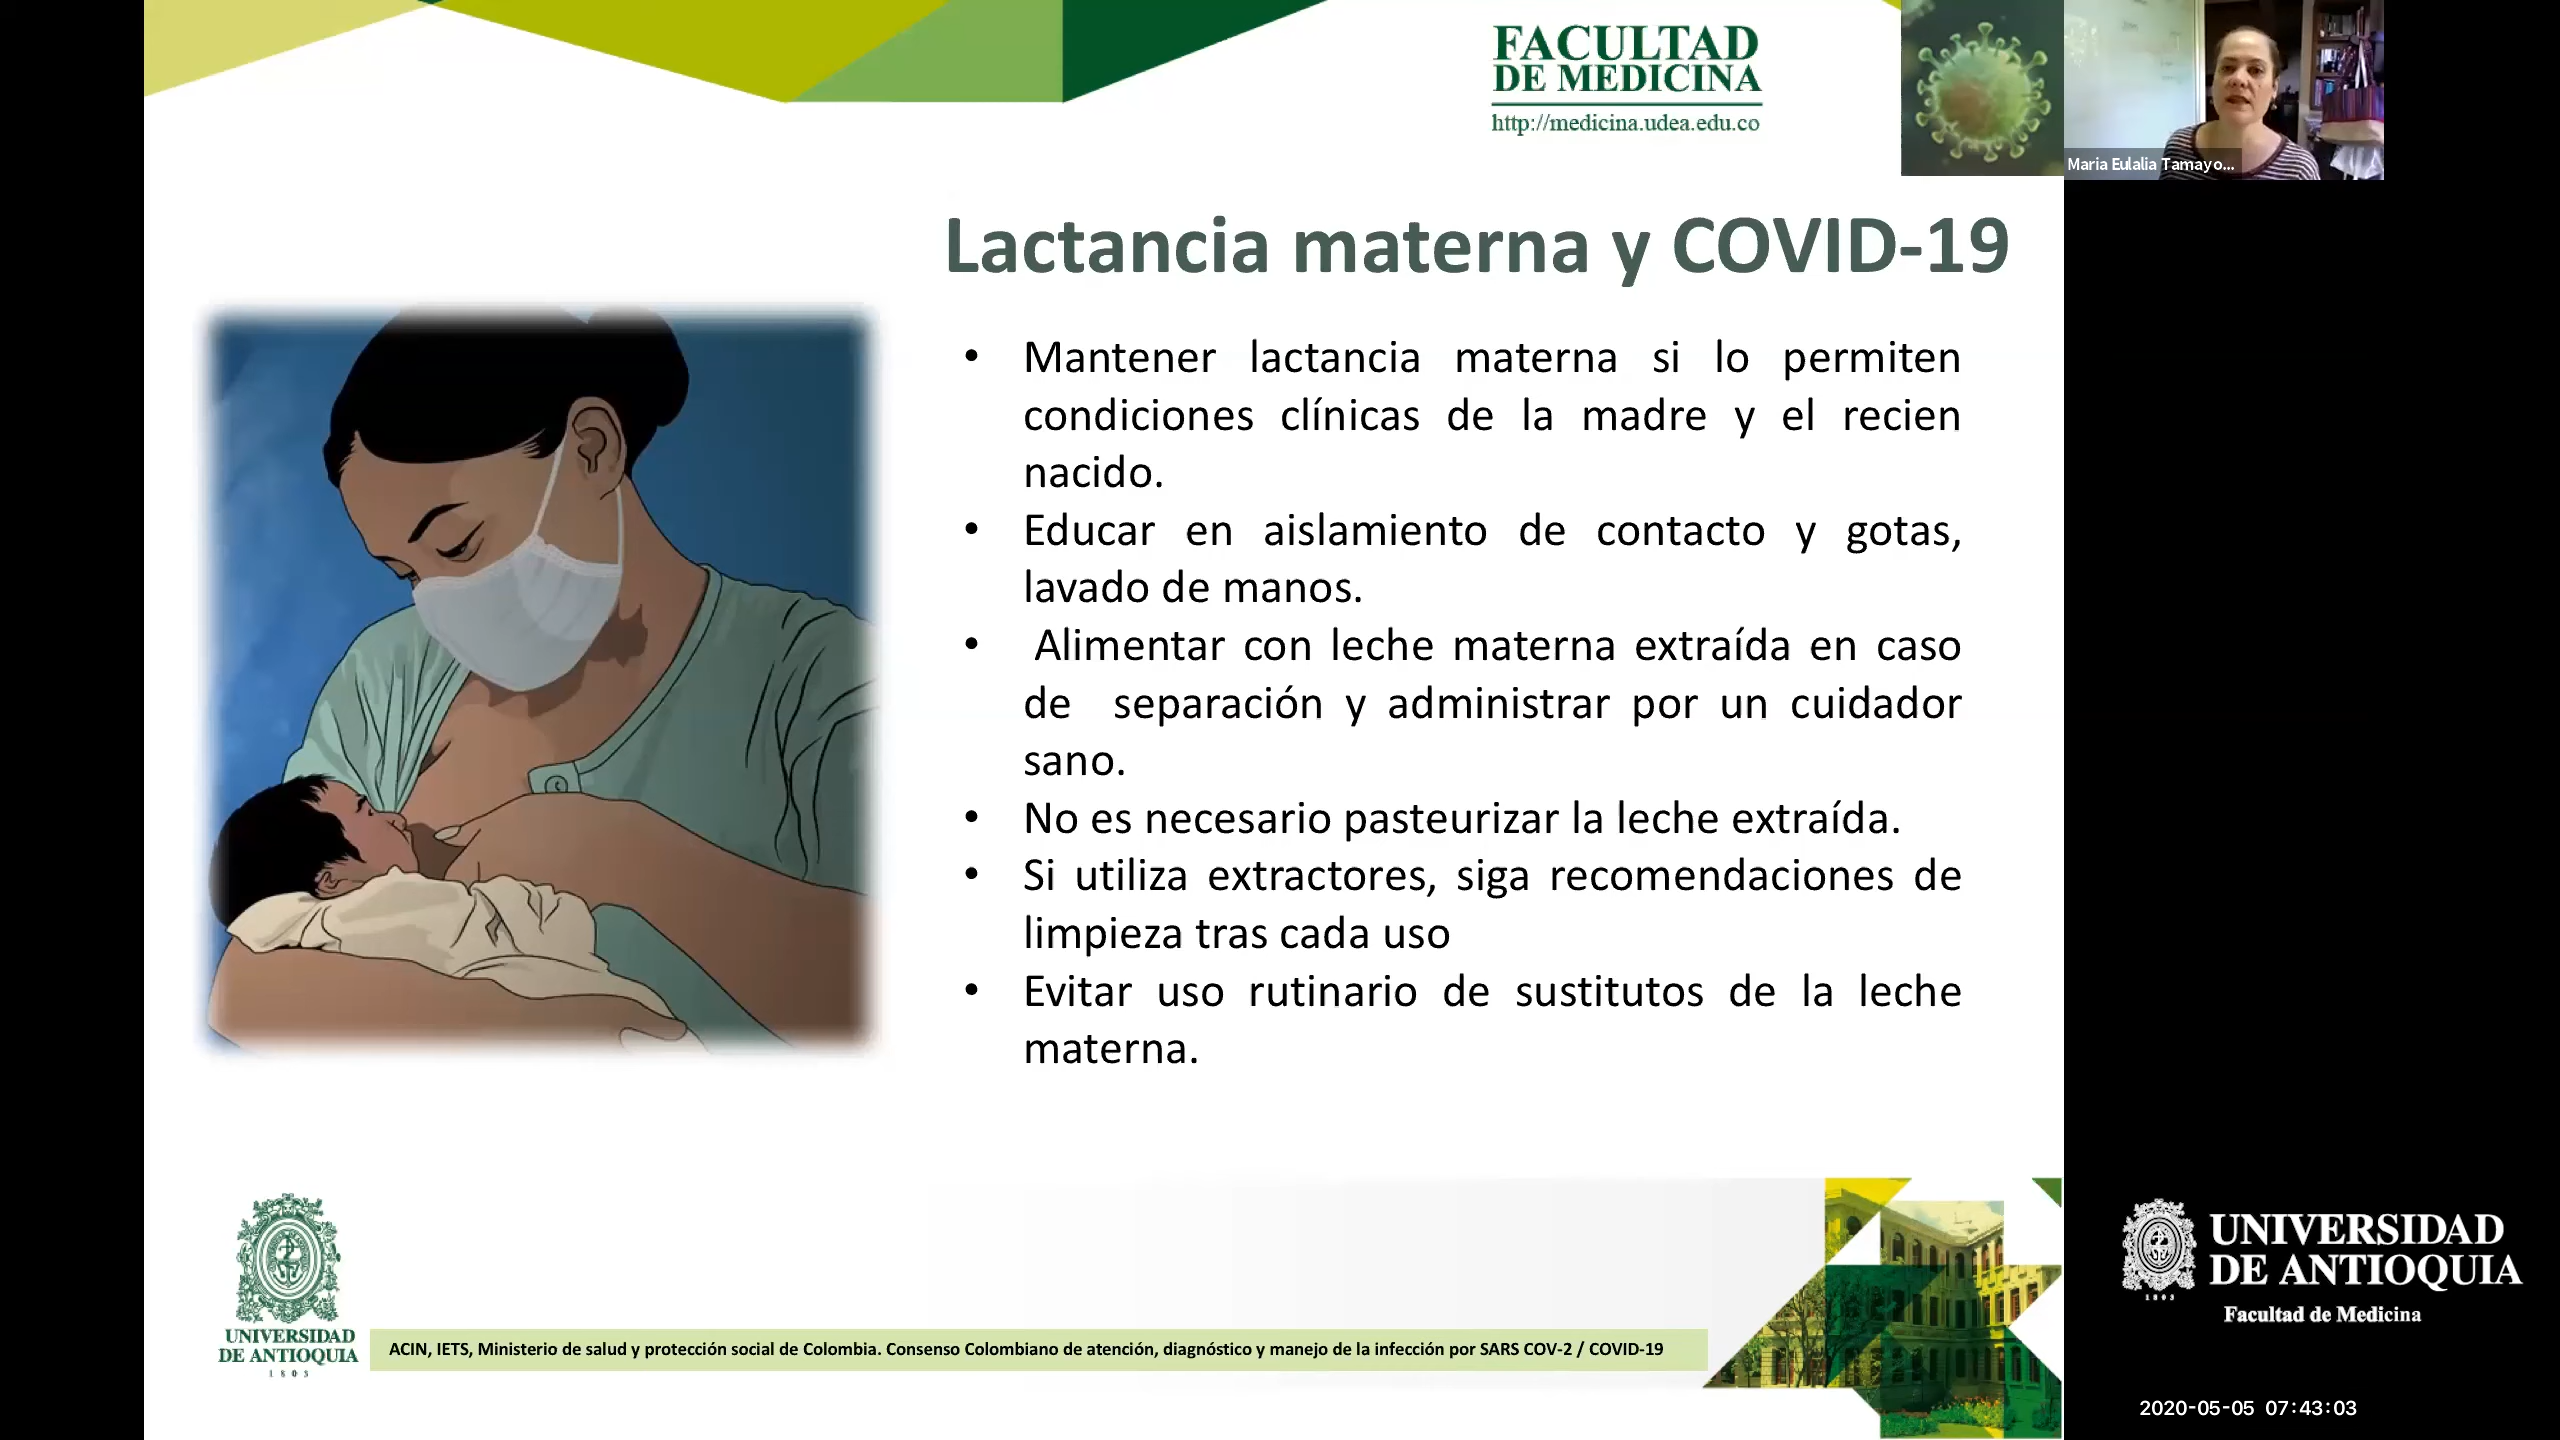 FACULTAD
DE MEDICINA
http://medicina.udea.edu.co
Maria Eulalia Tamayo...
Lactancia materna y COVID-19
• Mantener lactancia materna si lo permiten
condiciones clínicas de la madre y el recien
nacido.
• Educar en aislamiento de contacto y gotas,
lavado de manos.
• Alimentar con leche materna extraída en caso
de separación y administrar por un cuidador
sano.
• No es necesario pasteurizar la leche extraída.
• Si utiliza extractores, siga recomendaciones de
limpieza tras cada uso
• Evitar uso rutinario de sustitutos de la leche
materna.
UNIVERSIDAD
DE ANTIOQUIA
1803
ACIN, IETS, Ministerio de salud y protección social de Colombia. Consenso Colombiano de atención, diagnóstico y manejo de la infección por SARS COV-2 / COVID-19
UNIVERSIDAD
DE ANTIOQUIA
1803
Facultad de Medicina
2020-05-05 07:43:03